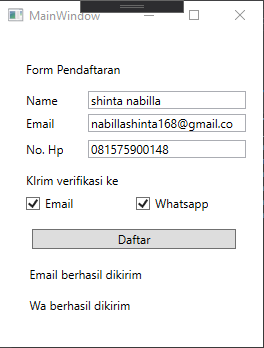 MainWindow
Form Pendaftaran
Name shinta nabilla
Email nabillashinta168@gmail.co
No. Hp 081575900148
KIrim verifikasi ke
Email Whatsapp
Daftar
Email berhasil dikirim
Wa berhasil dikirim